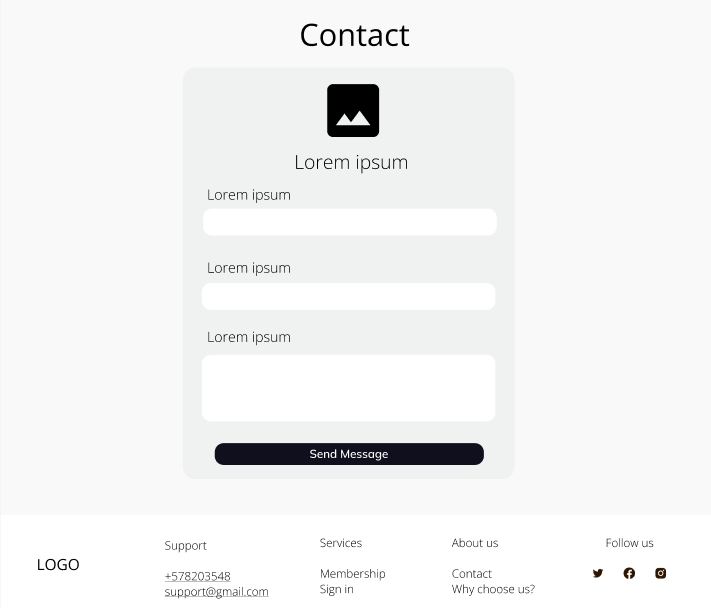 Contact
Lorem ipsum
Lorem ipsum
Lorem ipsum
Lorem ipsum
Send Message
LOGO
Support
+578203548
support@gmail.com
Services
Membership
Sign in
About us
Contact
Why choose us?
Follow us